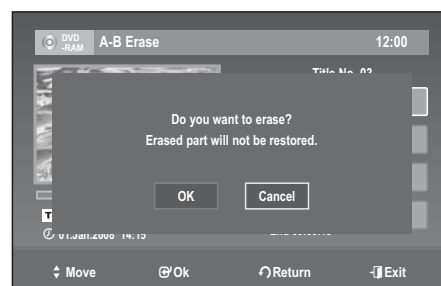 DVD
-RAM A-B Erase 12:00
Title No. 03
Do you want to erase?
Erased part will not be restored.
OK Cancel
01.Jan.2008 14:15
Move Ok Return Exit